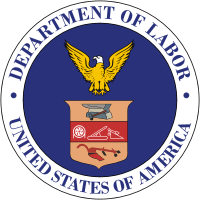 DEPARTMENT OF LABOR
UNITED STATES OF AMERICA